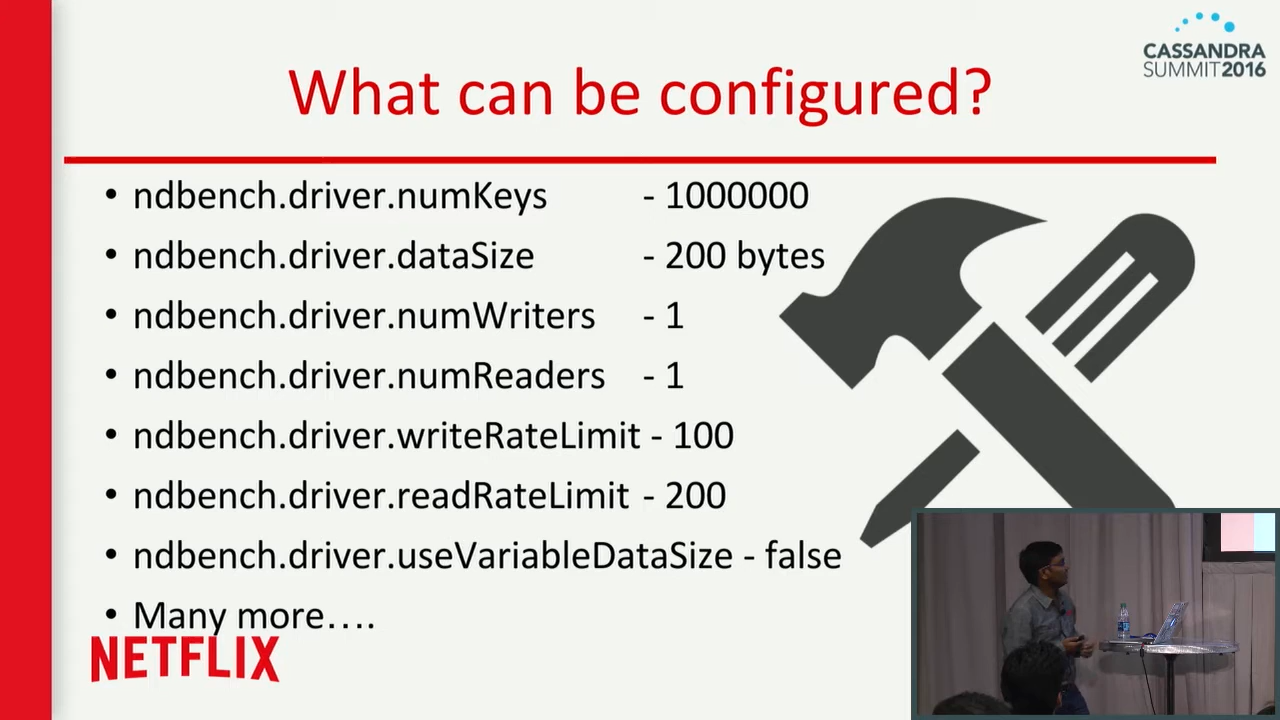 CASSANDRA
SUMMIT2016
What can be configured?
• ndbench.driver.numKeys - 1000000
• ndbench.driver.dataSize - 200 bytes
• ndbench.driver.numWriters - 1
• ndbench.driver.numReaders - 1
• ndbench.driver.writeRateLimit - 100
• ndbench.driver.readRateLimit - 200
• ndbench.driver.useVariableDataSize - false
• Many more....
NETFLIX